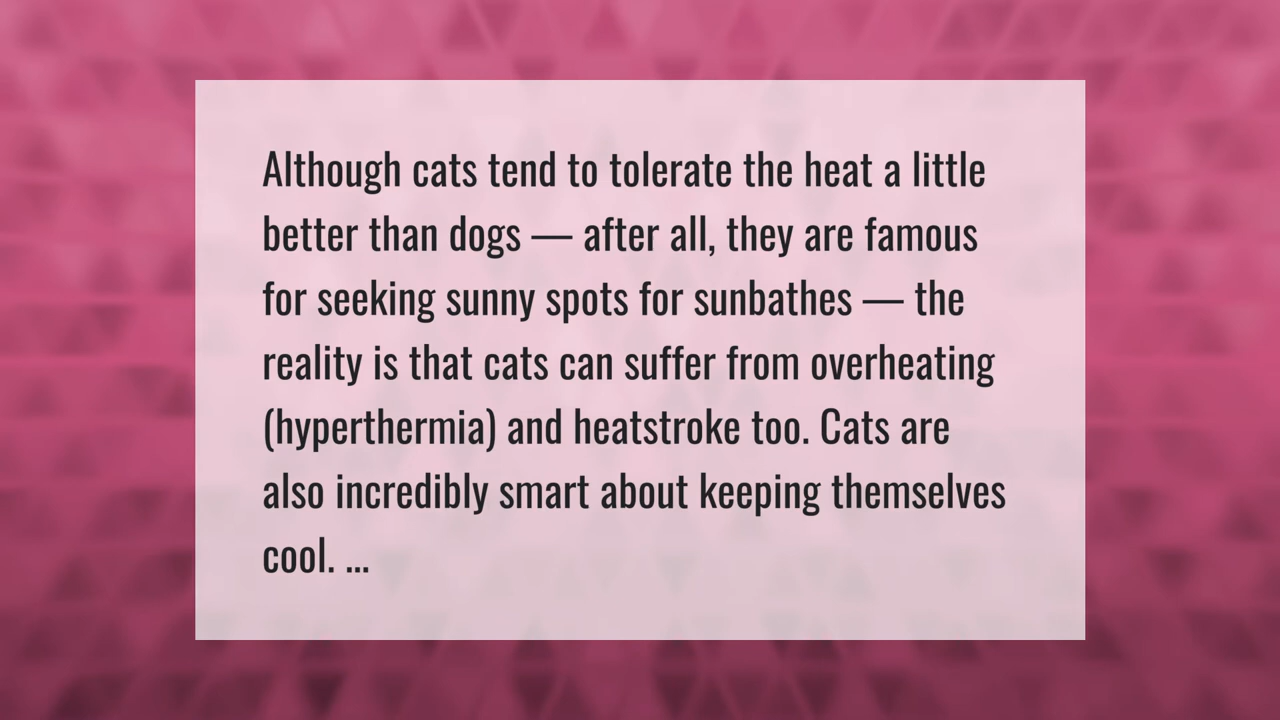 Although cats tend to tolerate the heat a little
better than dogs — after all, they are famous
for seeking sunny spots for sunbathes — the
reality is that cats can suffer from overheating
(hyperthermia) and heatstroke too. Cats are
also incredibly smart about keeping themselves
cool. ...